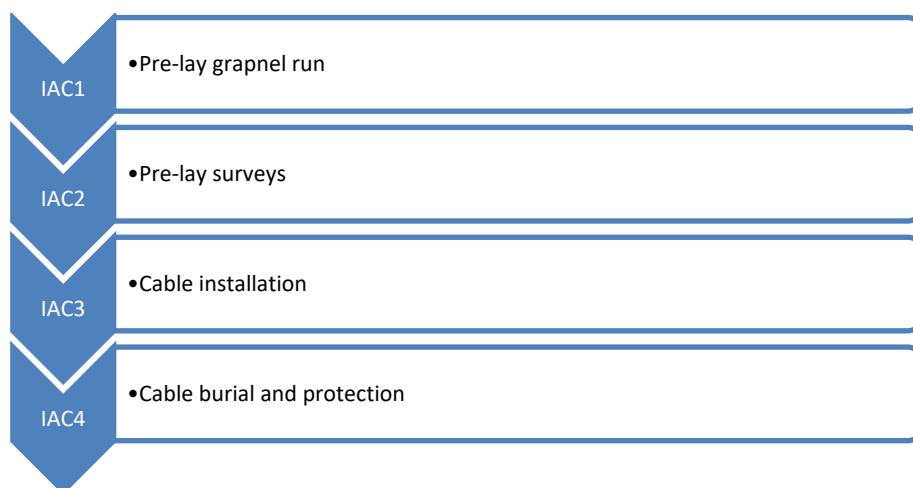 IAC1
•Pre-lay grapnel run
IAC2
•Pre-lay surveys
IAC3
•Cable installation
IAC4
•Cable burial and protection